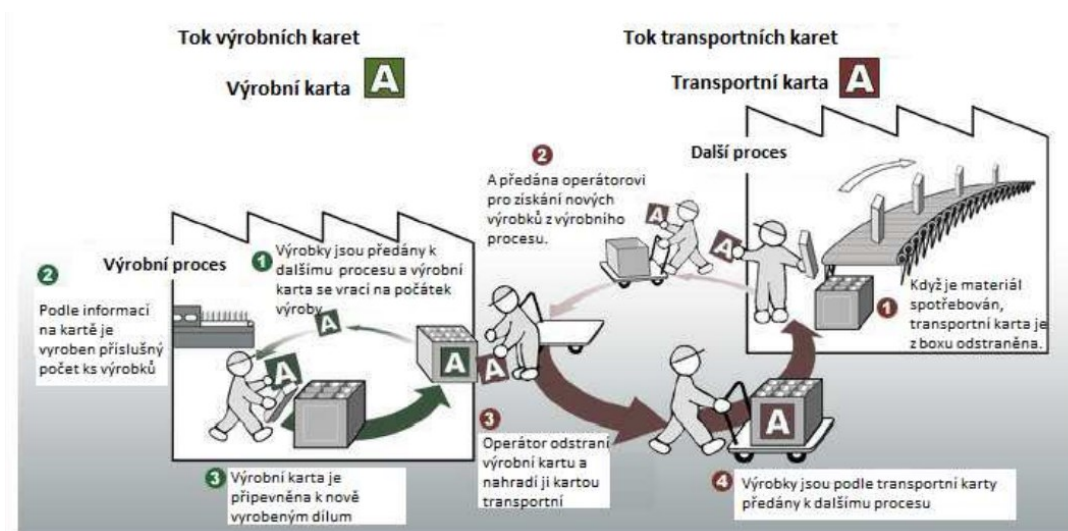 Tok výrobních karet
Výrobní karta A
Tok transportních karet
Transportní karta A
Výrobní proces
1 Výrobky jsou předány k
dalšímu procesu a výrobní
karta se vrací na počátek
výroby
2
Podle informací
na kartě je
vyroben příslušný
počet ks výrobků
A
A
A
3 Výrobní karta je
připevněna k nově
vyrobeným dílum
Další proces
1 Když je materiál
spotřebován,
transportní karta je
z boxu odstraněna.
2
A předána operátorovi
pro získání nových
výrobků z výrobního
procesu.
A
A
A
3
Operátor odstraní
výrobní kartu a
nahradí ji kartou
transportní
A
4 Výrobky jsou podle transportní karty
předány k dalšímu procesu